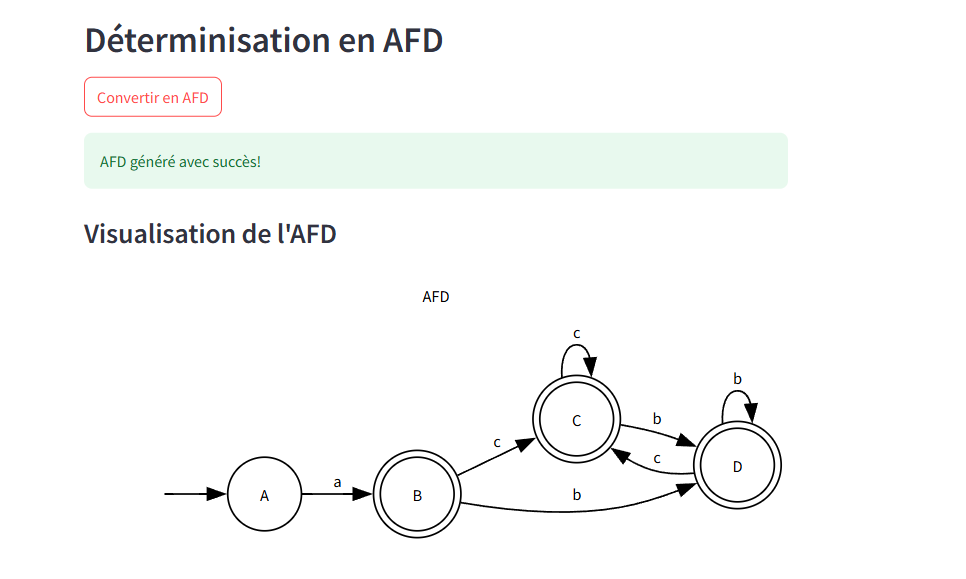 Déterminisation en AFD
Convertir en AFD
AFD généré avec succès!
Visualisation de l'AFD
AFD
c
b
C
b
c
c
D
a
b
A
B